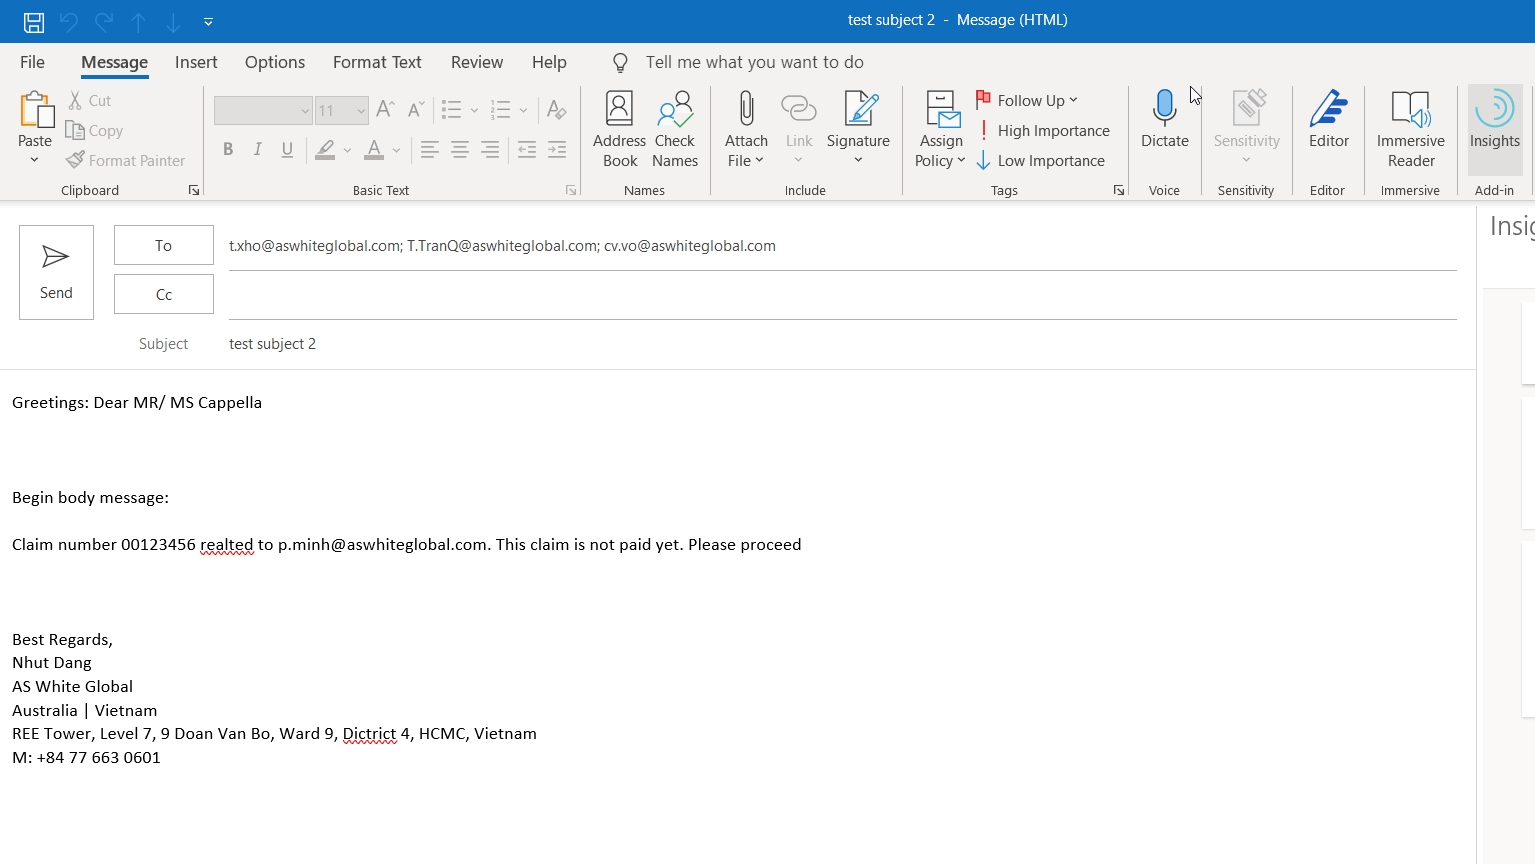 test subject 2 - Message (HTML)
File Message Insert Options Format Text Review Help Tell me what you want to do
Paste
Cut
Copy
Format Painter
Clipboard
11
B I U
A
Basic Text
Address Book
Check Names
Names
Attach File
Link
Signature
Include
Assign Policy
Follow Up
High Importance
Low Importance
Tags
Dictate
Voice
Sensitivity
Sensitivity
Editor
Editor
Immersive Reader
Immersive
Insights
Add-in
Send
To t.xho@aswhiteglobal.com; T.TranQ@aswhiteglobal.com; cv.vo@aswhiteglobal.com
Cc
Subject test subject 2
Insig
Greetings: Dear MR/ MS Cappella
Begin body message:
Claim number 00123456 realted to p.minh@aswhiteglobal.com. This claim is not paid yet. Please proceed
Best Regards,
Nhut Dang
AS White Global
Australia | Vietnam
REE Tower, Level 7, 9 Doan Van Bo, Ward 9, Dictrict 4, HCMC, Vietnam
M: +84 77 663 0601